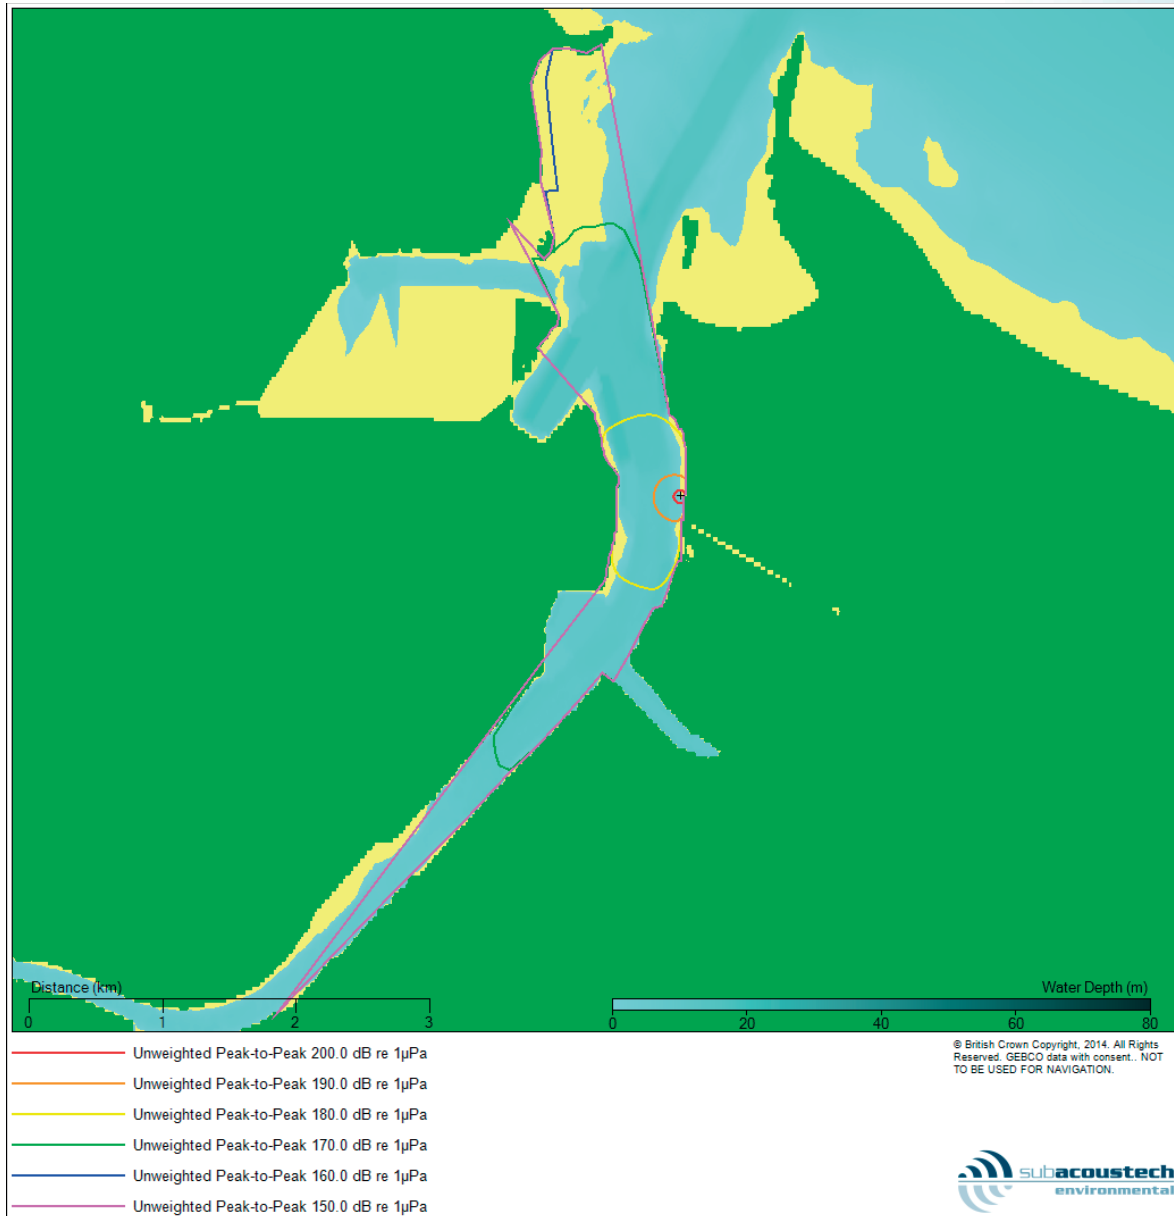 Distance (km)
0 1 2 3
Water Depth (m)
0 20 40 60 80
Unweighted Peak-to-Peak 200.0 dB re 1µPa
Unweighted Peak-to-Peak 190.0 dB re 1µPa
Unweighted Peak-to-Peak 180.0 dB re 1µPa
Unweighted Peak-to-Peak 170.0 dB re 1µPa
Unweighted Peak-to-Peak 160.0 dB re 1µPa
Unweighted Peak-to-Peak 150.0 dB re 1µPa
© British Crown Copyright, 2014. All Rights
Reserved. GEBCO data with consent.. NOT
TO BE USED FOR NAVIGATION.
subacoustech
environmental